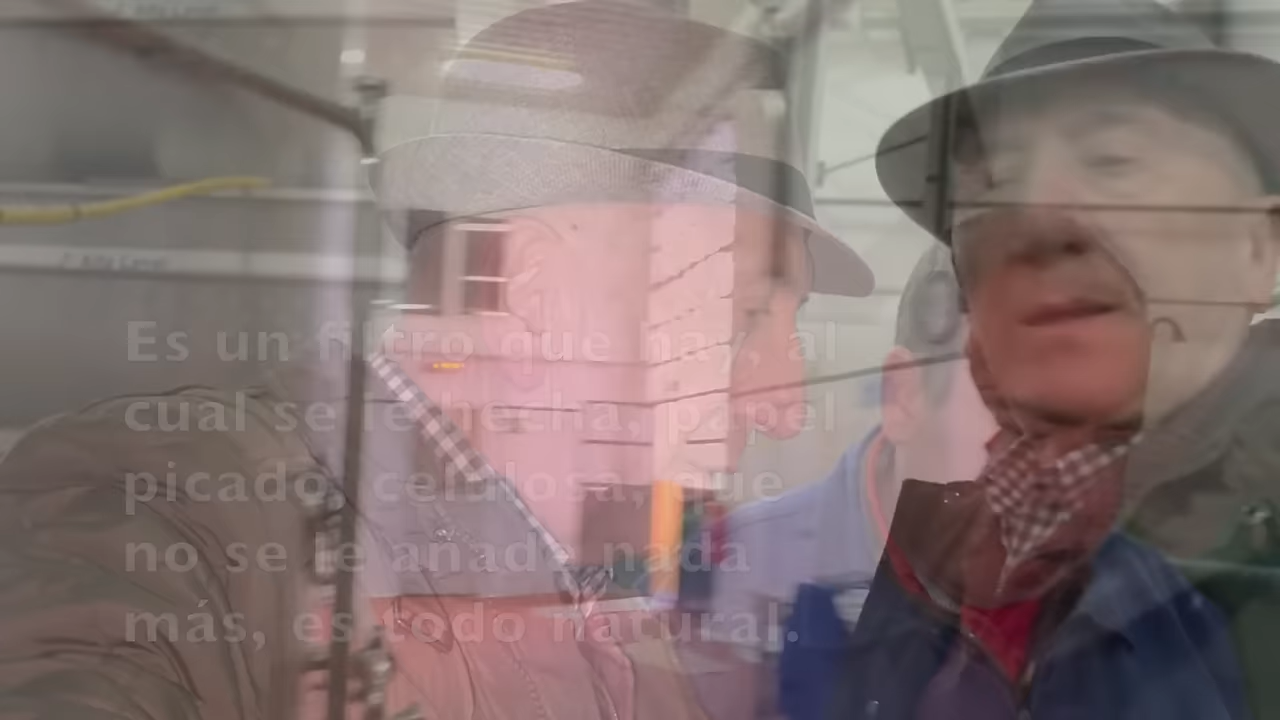 Es un filtro que hay, al
cual se le hecha, papel
picado, celulosa, que
no se le añade nada
más, es todo natural.